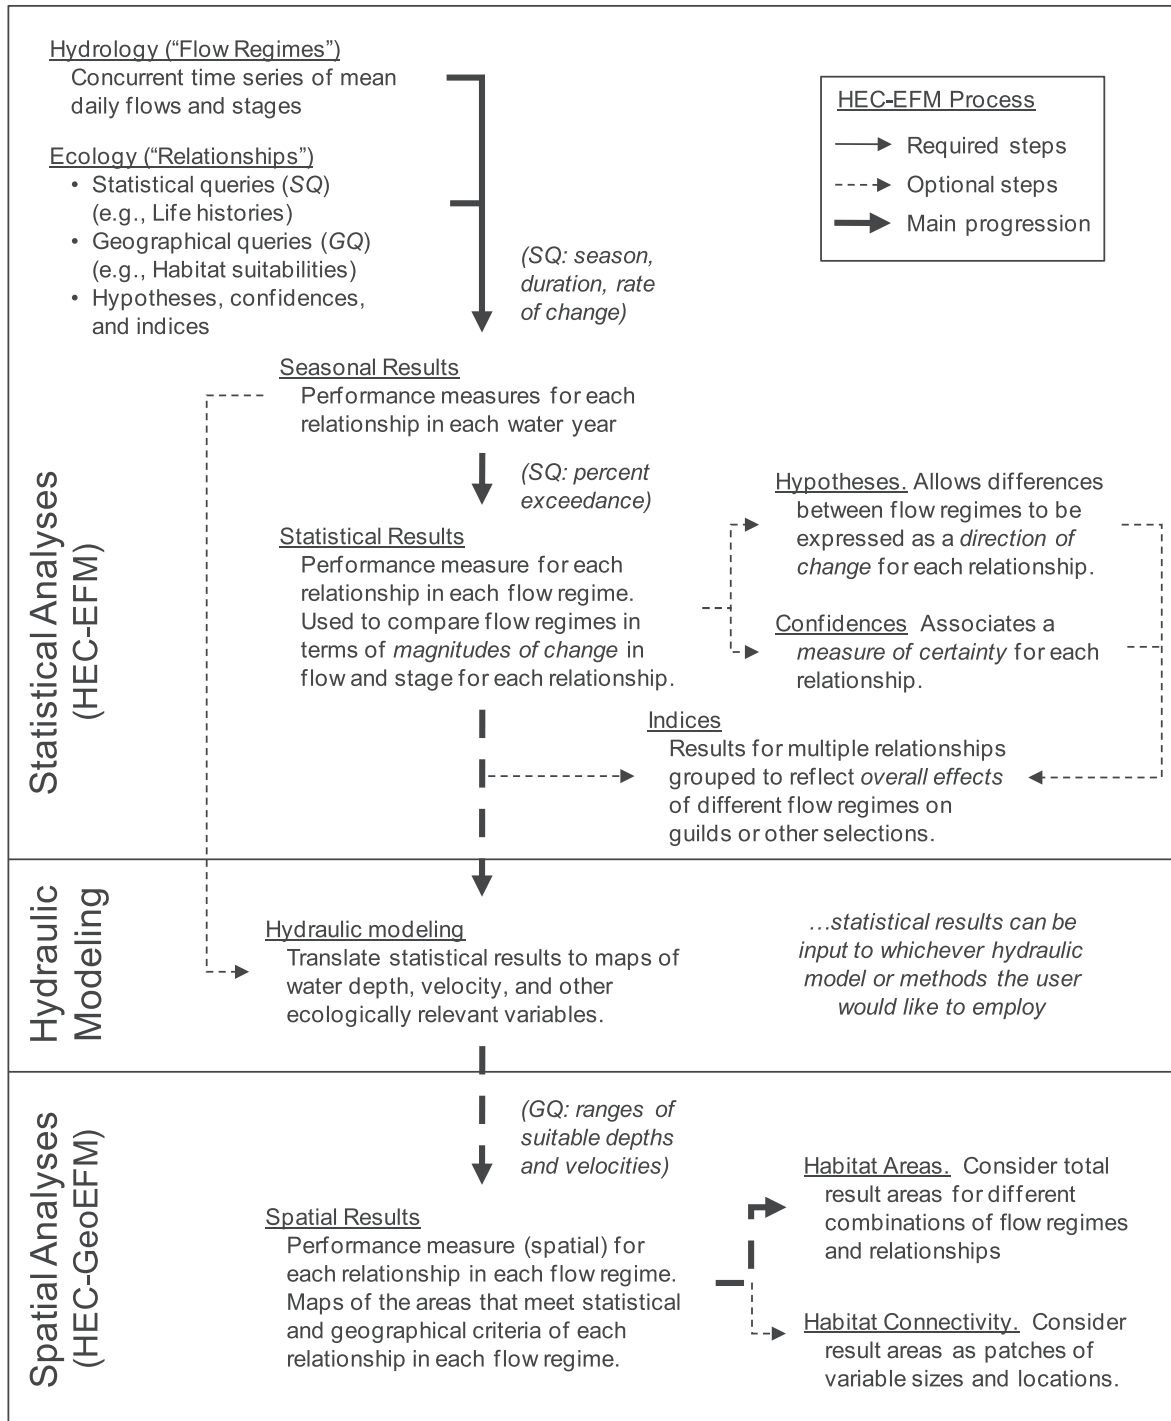 Hydrology (“Flow Regimes”)
Concurrent time series of mean
daily flows and stages
Ecology (“Relationships”)
• Statistical queries (SQ)
(e.g., Life histories)
• Geographical queries (GQ)
(e.g., Habitat suitabilities)
• Hypotheses, confidences,
and indices
HEC-EFM Process
Required steps
Optional steps
Main progression
(SQ: season,
duration, rate
of change)
Seasonal Results
Performance measures for each
relationship in each water year
(SQ: percent
exceedance)
Statistical Results
Performance measure for each
relationship in each flow regime.
Used to compare flow regimes in
terms of magnitudes of change in
flow and stage for each relationship.
Hypotheses. Allows differences
between flow regimes to be
expressed as a direction of
change for each relationship.
Confidences Associates a
measure of certainty for each
relationship.
Indices
Results for multiple relationships
grouped to reflect overall effects
of different flow regimes on
guilds or other selections.
Statistical Analyses
(HEC-EFM)
Hydraulic modeling
Translate statistical results to maps of
water depth, velocity, and other
ecologically relevant variables.
…statistical results can be
input to whichever hydraulic
model or methods the user
would like to employ
Hydraulic
Modeling
(GQ: ranges of
suitable depths
and velocities)
Spatial Results
Performance measure (spatial) for
each relationship in each flow regime.
Maps of the areas that meet statistical
and geographical criteria of each
relationship in each flow regime.
Habitat Areas. Consider total
result areas for different
combinations of flow regimes
and relationships
Habitat Connectivity. Consider
result areas as patches of
variable sizes and locations.
Spatial Analyses
(HEC-GeoEFM)